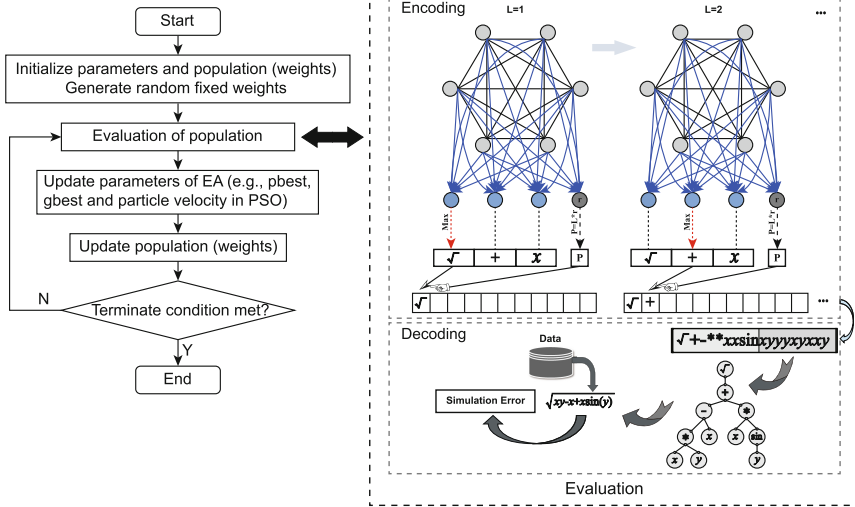 Start
Initialize parameters and population (weights)
Generate random fixed weights
Evaluation of population
Update parameters of EA (e.g., pbest,
gbest and particle velocity in PSO)
Update population (weights)
N
Terminate condition met?
Y
End
Encoding
L=1
L=2
...
r
r
Max
P=L*r
Max
P=L*r
√ + x P
√ + x P
√
√ +
...
Decoding
Data
√+-**xxsinxyyyxyxxy
Simulation Error
√xy-x+xsin(y)
√
+
- *
* x x sin
x y y
Evaluation